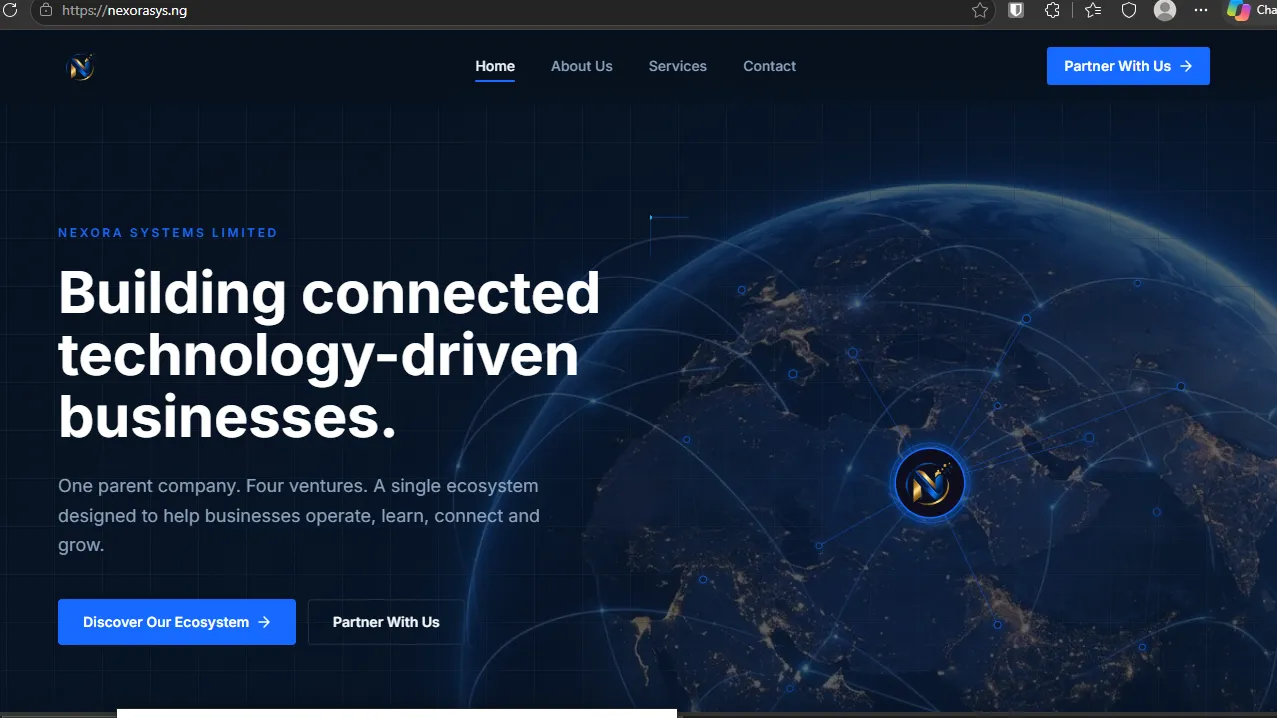 https://nexorasys.ng
Cha
Home About Us Services Contact
Partner With Us →
NEXORA SYSTEMS LIMITED
Building connected
technology-driven
businesses.
One parent company. Four ventures. A single ecosystem
designed to help businesses operate, learn, connect and
grow.
Discover Our Ecosystem → Partner With Us